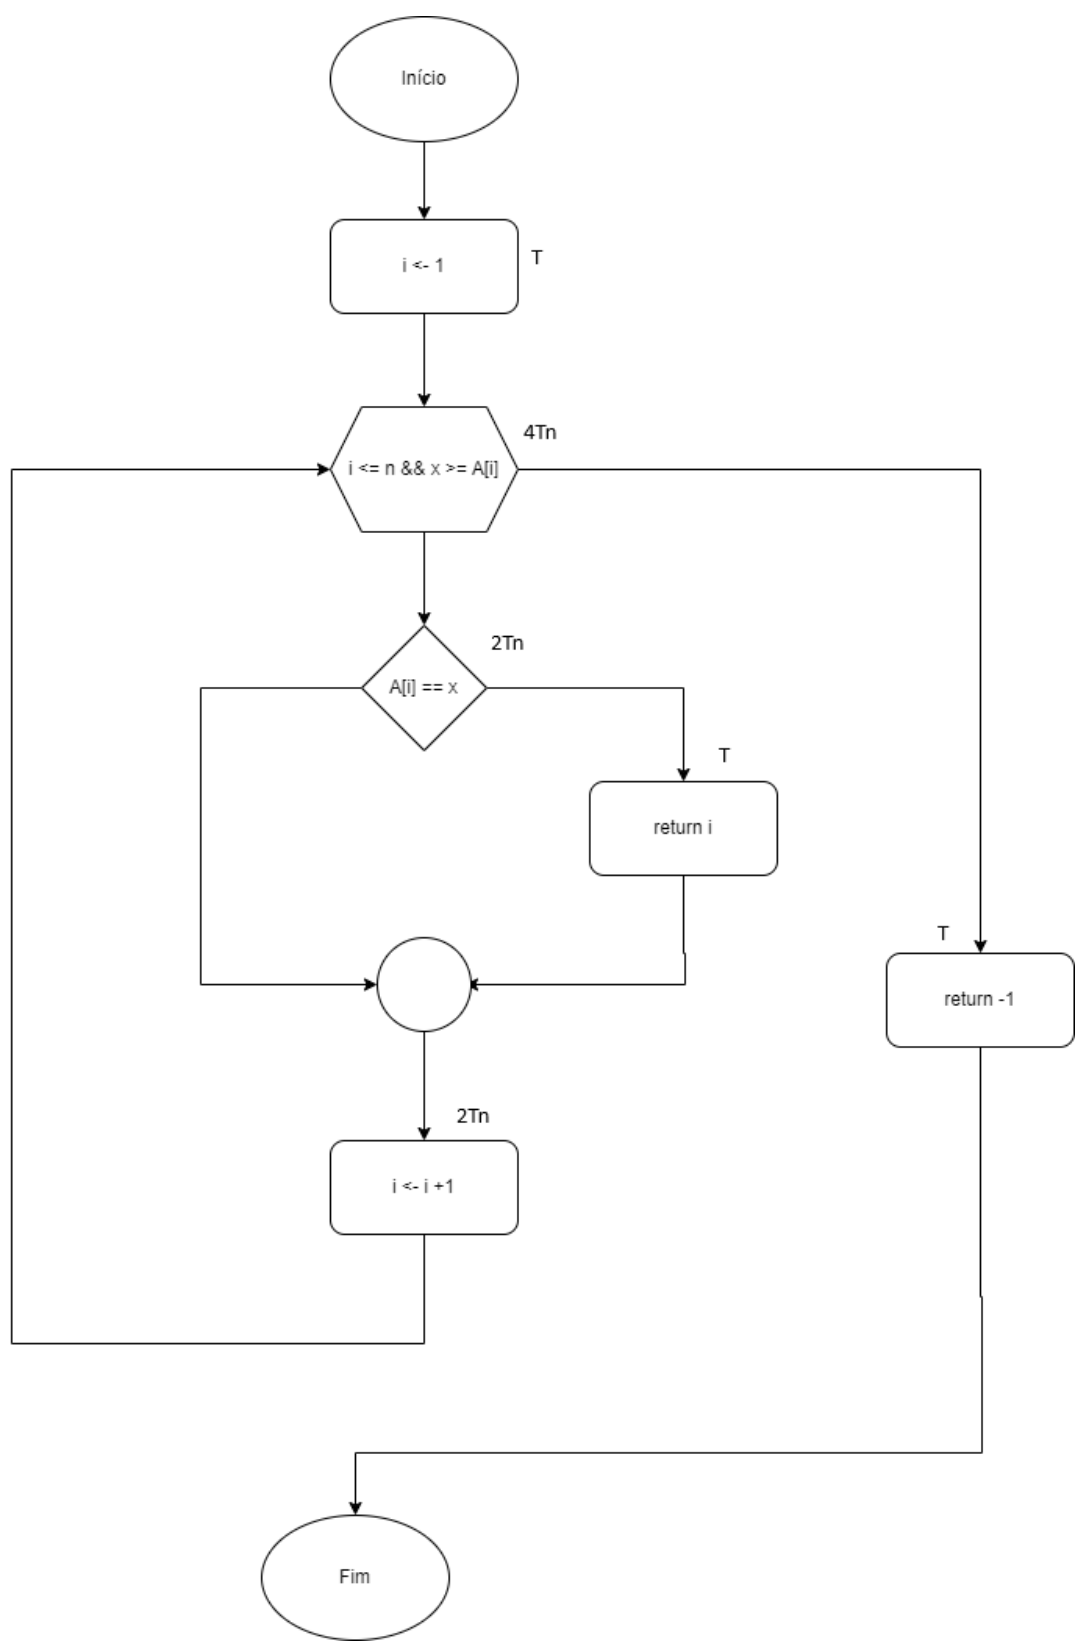 Início
i <- 1
T
4Tn
i <= n && x >= A[i]
2Tn
A[i] == x
T
return i
T
return -1
2Tn
i <- i +1
Fim